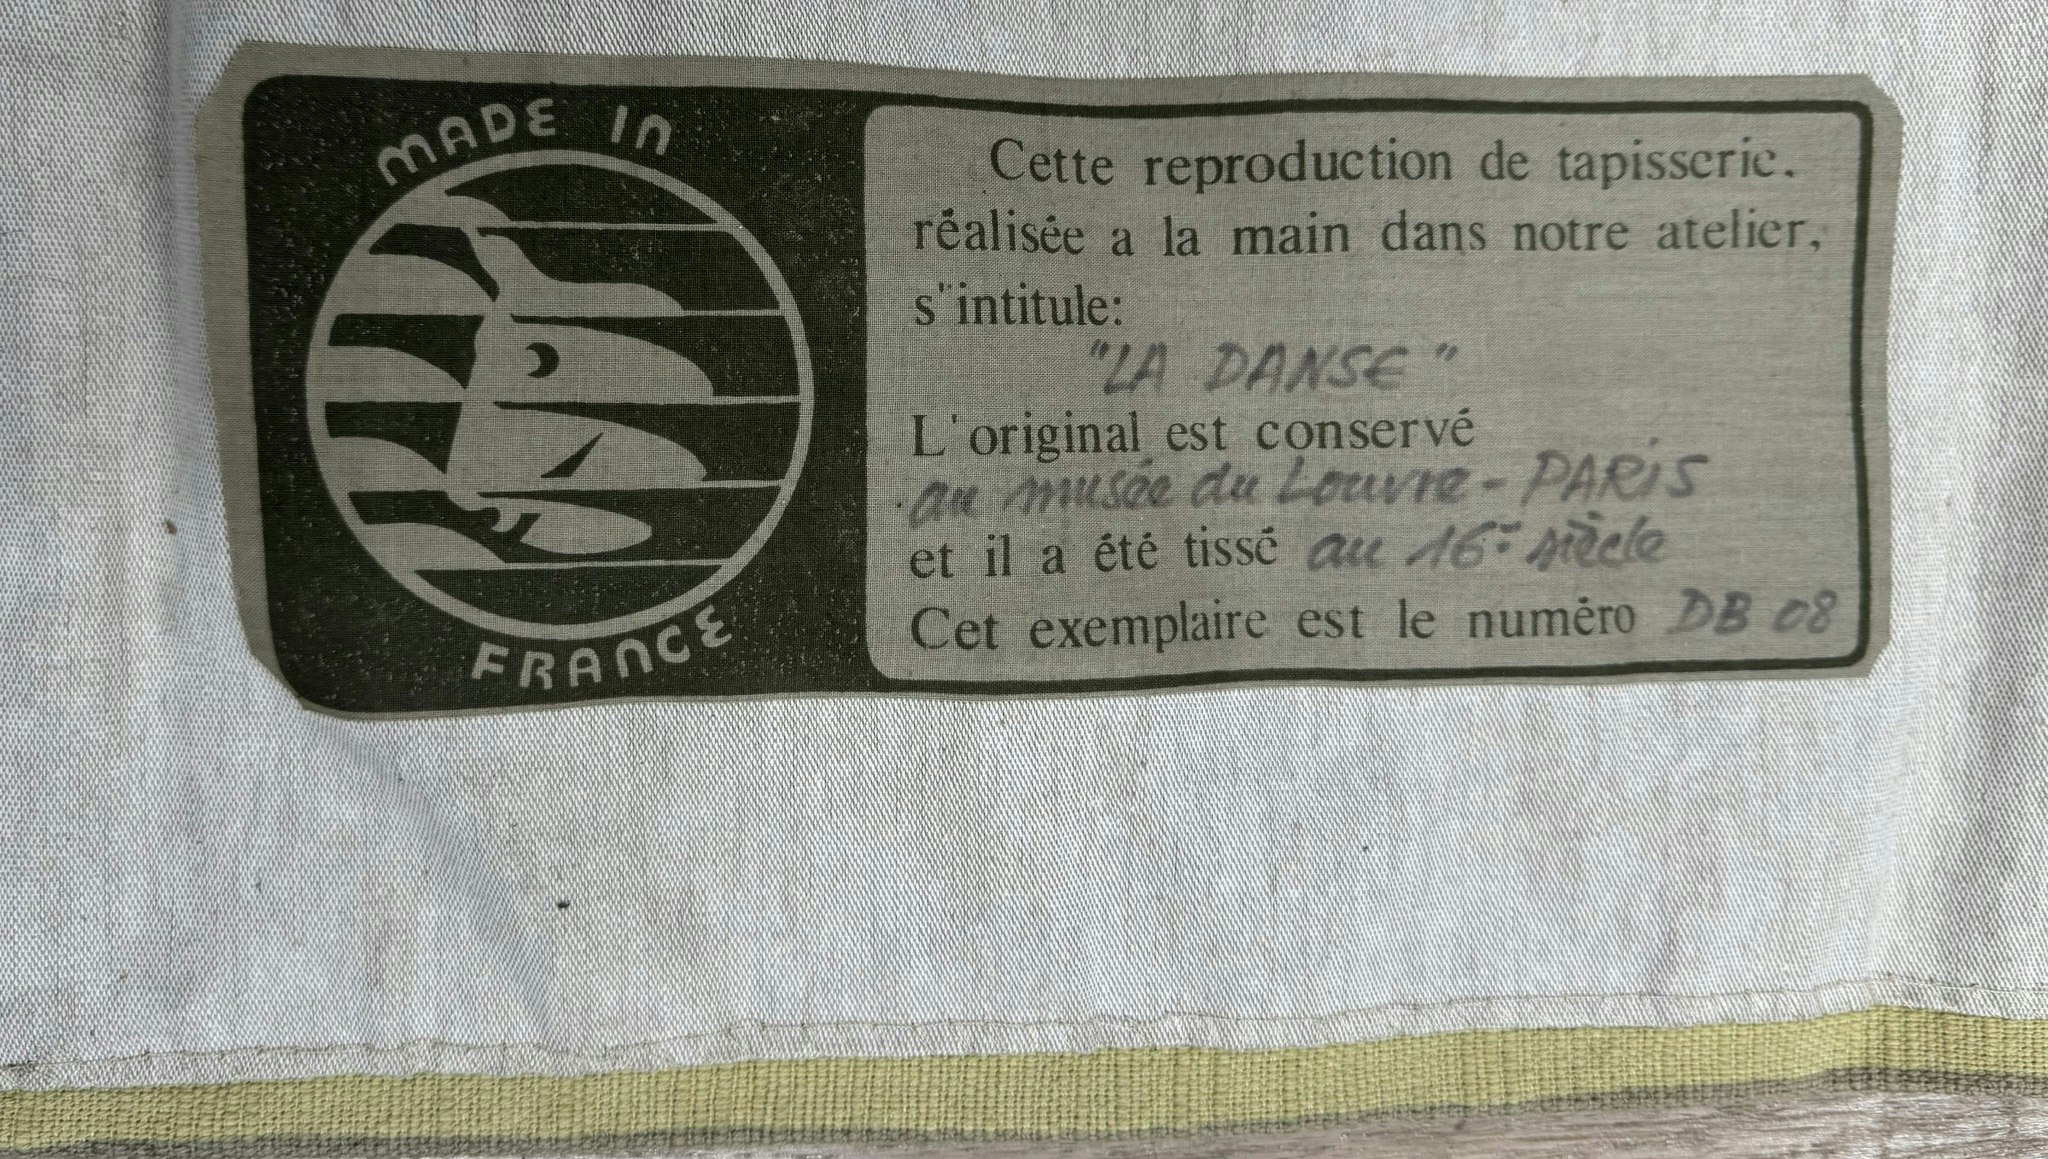 MADE IN
FRANCE
Cette reproduction de tapisserie,
réalisée a la main dans notre atelier,
s'intitule:
"LA DANSE"
L'original est conservé
au musée du Louvre - PARIS
et il a été tissé au 16e siècle
Cet exemplaire est le numéro DB 08